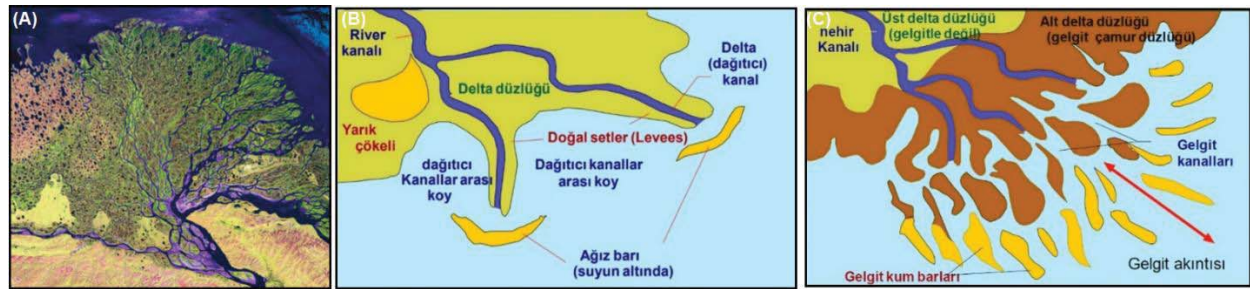 (A)
(B)
River
kanalı
Delta
(dağıtıcı)
kanal
Delta düzlüğü
Yarık
çökeli
Doğal setler (Levees)
dağıtıcı
Kanallar arası
koy
Dağıtıcı kanallar
arası koy
Ağız barı
(suyun altında)
(C)
Üst delta düzlüğü
(gelgitle değil)
Alt delta düzlüğü
(gelgit çamur düzlüğü)
nehir
Kanalı
Gelgit
kanalları
Gelgit kum barları
Gelgit akıntısı